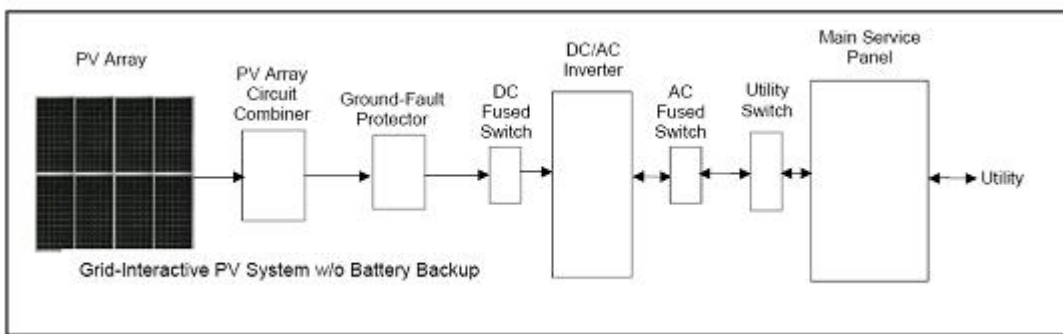 PV Array
PV Array
Circuit
Combiner
Ground-Fault
Protector
DC
Fused
Switch
DC/AC
Inverter
AC
Fused
Switch
Utility
Switch
Main Service
Panel
Utility
Grid-Interactive PV System w/o Battery Backup